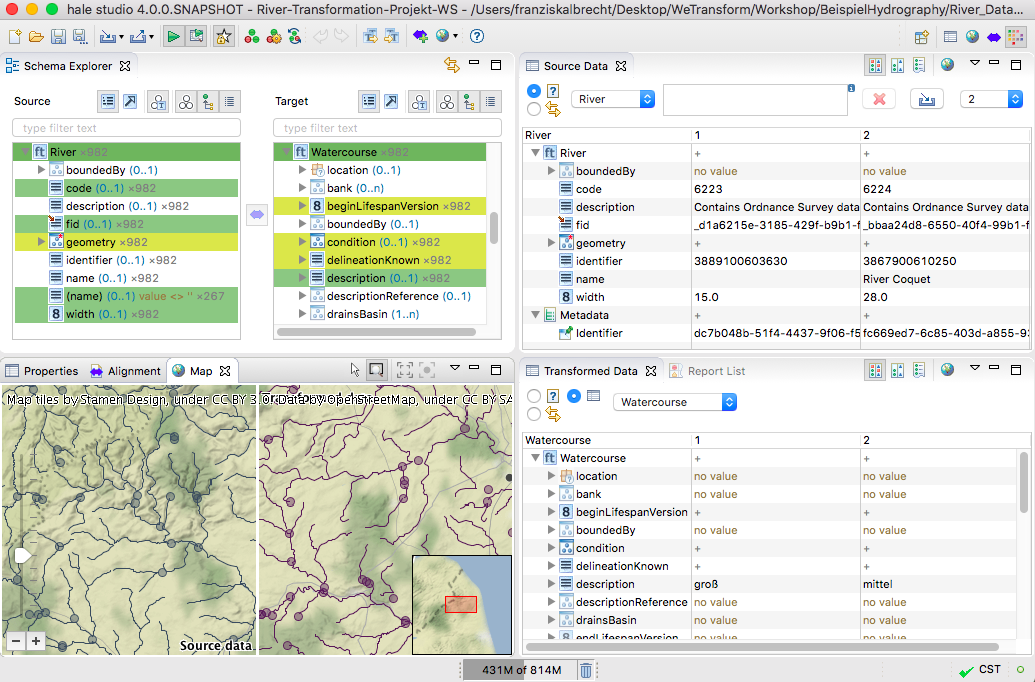 hale studio 4.0.0.SNAPSHOT - River-Transformation-Projekt-WS - /Users/franziskalbrecht/Desktop/WeTransform/Workshop/BeispielHydrography/River_Data...
Schema Explorer
Source
Target
type filter text
type filter text
River ×982
boundedBy (0..1)
code (0..1) ×982
description (0..1) ×982
fid (0..1) ×982
geometry ×982
identifier (0..1) ×982
name (0..1) ×982
(name) (0..1) value <> '' ×267
width (0..1) ×982
Watercourse ×982
location (0..1)
bank (0..n)
beginLifespanVersion ×982
boundedBy (0..1)
condition (0..1) ×982
delineationKnown ×982
description (0..1) ×982
descriptionReference (0..1)
drainsBasin (1..n)
Source Data
River
2
River 1 2
River + +
boundedBy no value no value
code 6223 6224
description Contains Ordnance Survey data Contains Ordnance Survey data
fid _d1a6215e-3185-429f-b9b1-f _bbaa24d8-6550-40f4-99b1-f
geometry + +
identifier 3889100603630 3867900610250
name River Coquet
width 15.0 28.0
Metadata + +
Identifier dc7b048b-51f4-4437-9f06-f5 fc669ed7-6c85-403d-a855-93
Properties Alignment Map
Map tiles by Stamen Design, under CC BY 3
by OpenStreetMap, under CC BY SA
Source data
Transformed Data Report List
Watercourse
Watercourse 1 2
Watercourse + +
location no value no value
bank no value no value
beginLifespanVersion + +
boundedBy no value no value
condition + +
delineationKnown + +
description groß mittel
descriptionReference no value no value
drainsBasin no value no value
endLifespanVersion no value no value
431M of 814M
CST